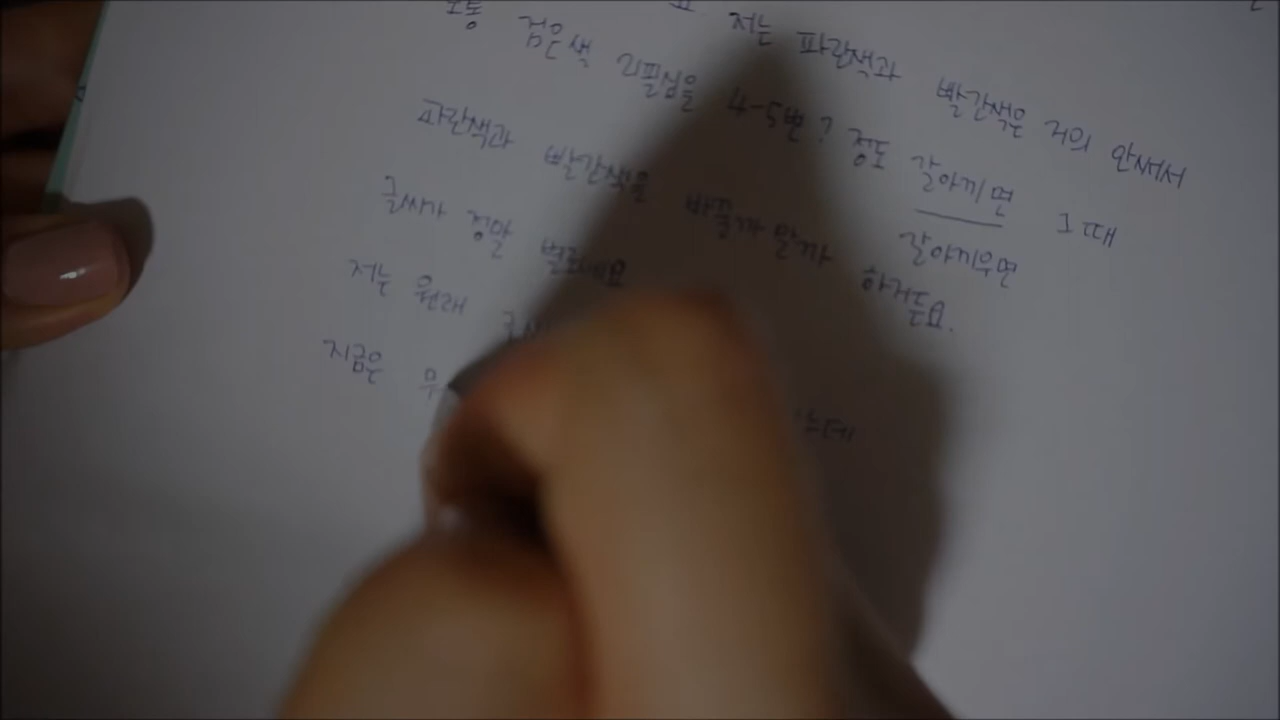 저는 파란색과 빨간색은 거의 안써서
보통 검은색 리필심을 4-5번? 정도 갈아끼면 그때
갈아끼우면
파란색과 빨간색을 바꿀까말까 하거든요.
글씨가 정말 별로네요
저는 원래
지금은